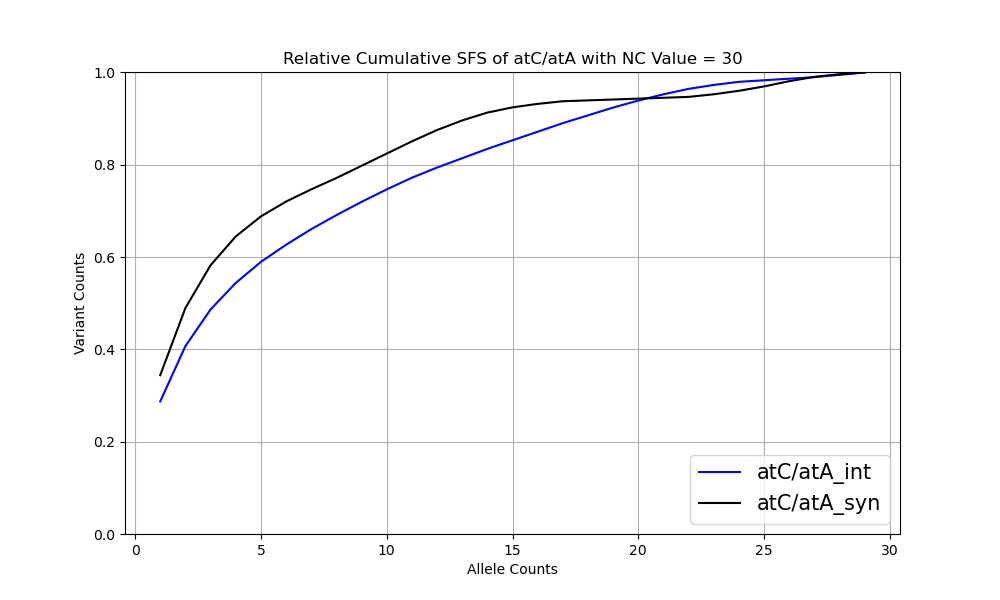 Relative Cumulative SFS of atC/atA with NC Value = 30
1.0
0.8
0.6
0.4
0.2
0.0
Variant Counts
0 5 10 15 20 25 30
Allele Counts
atC/atA_int
atC/atA_syn